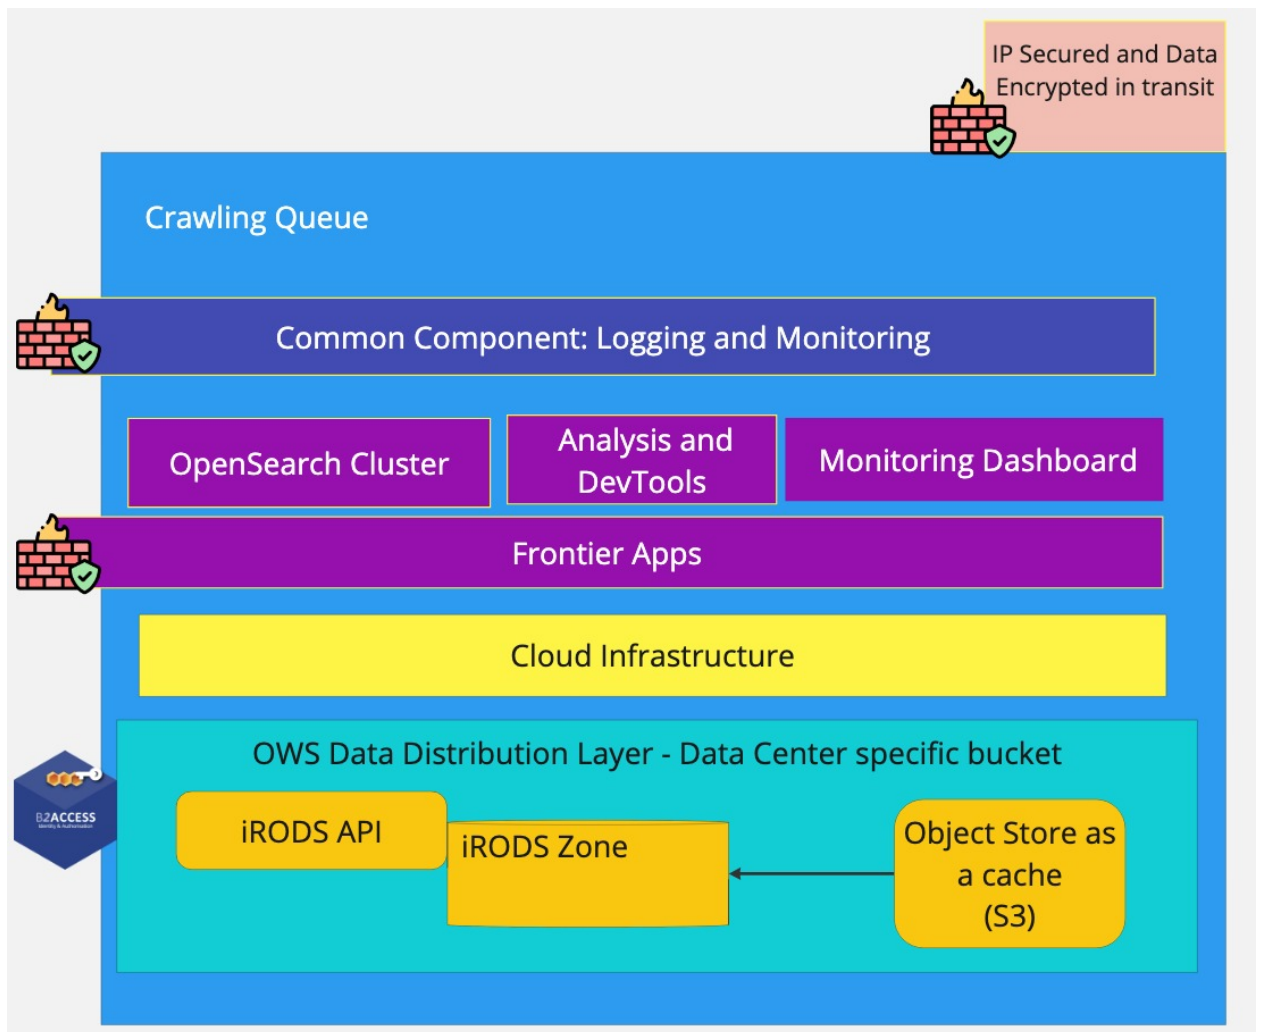 IP Secured and Data
Encrypted in transit
Crawling Queue
Common Component: Logging and Monitoring
OpenSearch Cluster
Analysis and
DevTools
Monitoring Dashboard
Frontier Apps
Cloud Infrastructure
OWS Data Distribution Layer - Data Center specific bucket
B2ACCESS
Identity & Authorisation
iRODS API
iRODS Zone
Object Store as
a cache
(S3)